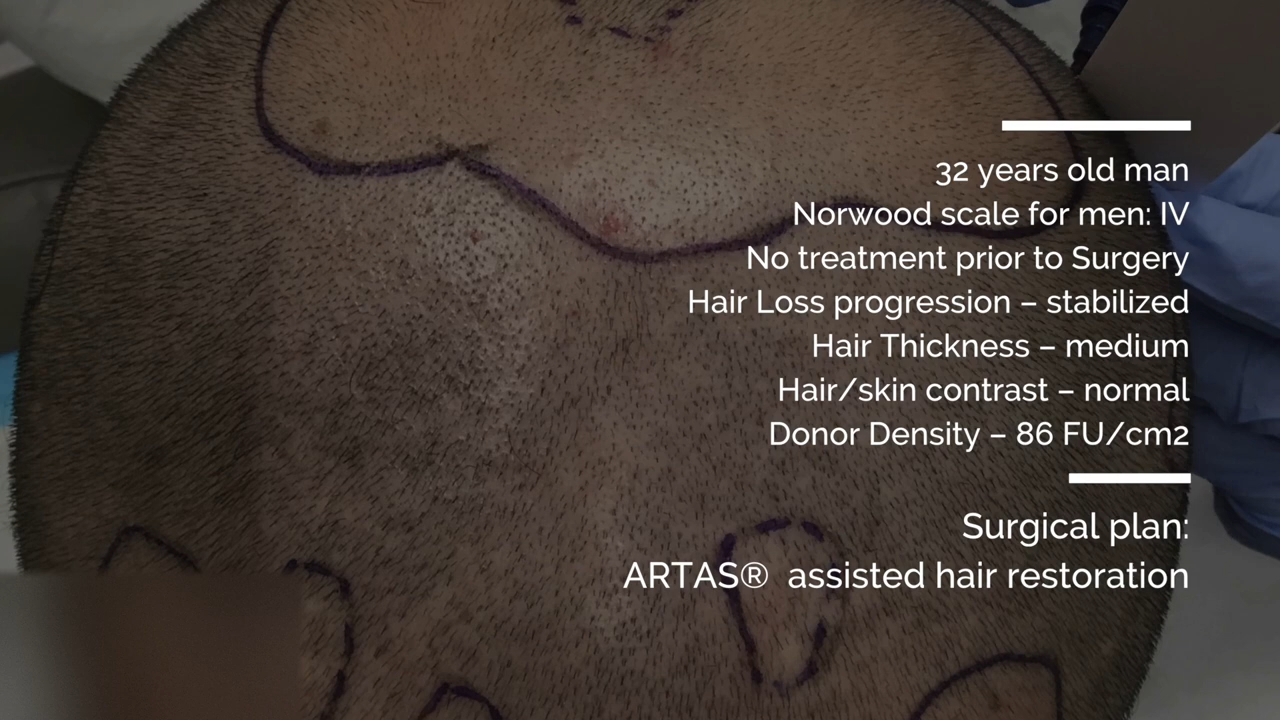 32 years old man
Norwood scale for men: IV
No treatment prior to Surgery
Hair Loss progression – stabilized
Hair Thickness – medium
Hair/skin contrast – normal
Donor Density – 86 FU/cm2
Surgical plan:
ARTAS® assisted hair restoration